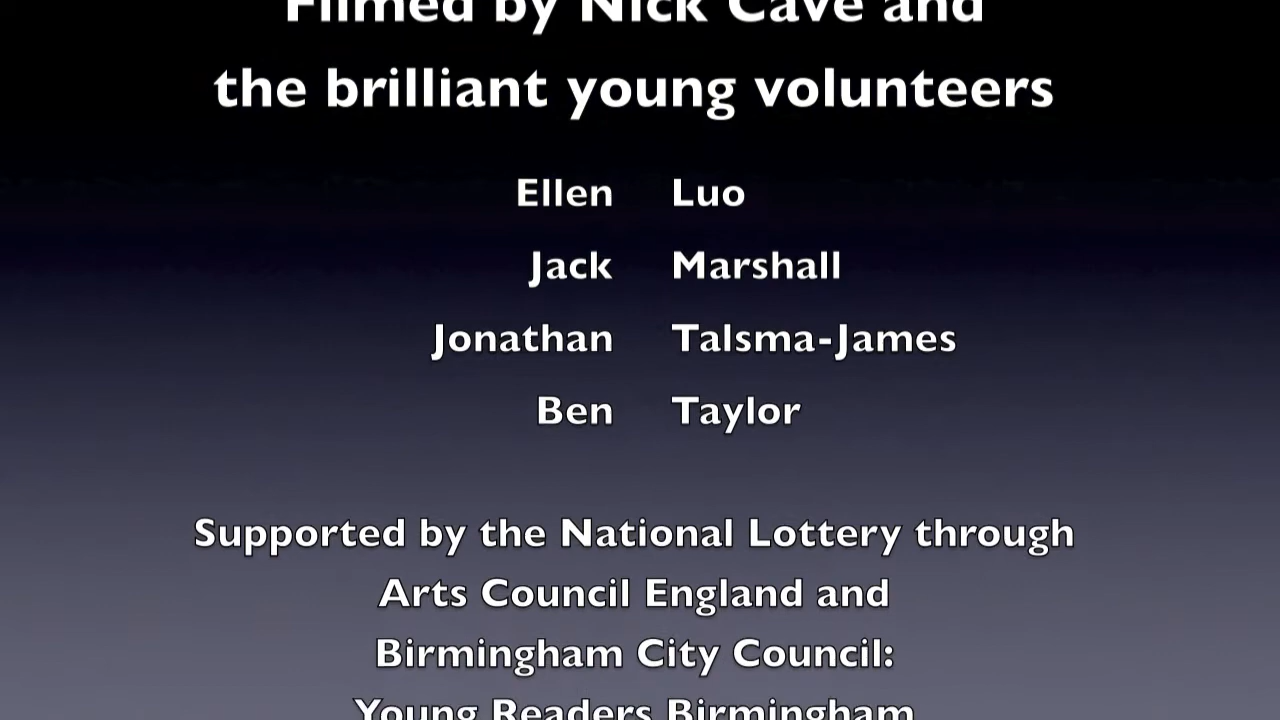 Filmed by Nick Cave and
the brilliant young volunteers
Ellen Luo
Jack Marshall
Jonathan Talsma-James
Ben Taylor
Supported by the National Lottery through
Arts Council England and
Birmingham City Council:
Young Readers Birmingham